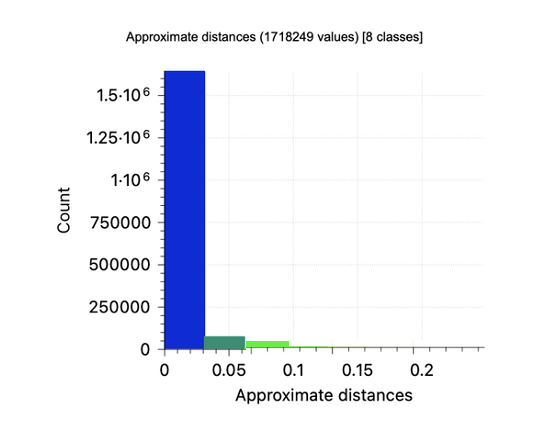 Approximate distances (1718249 values) [8 classes]
1.5·10⁶
1.25·10⁶
1·10⁶
750000
500000
250000
0
Count
0 0.05 0.1 0.15 0.2
Approximate distances